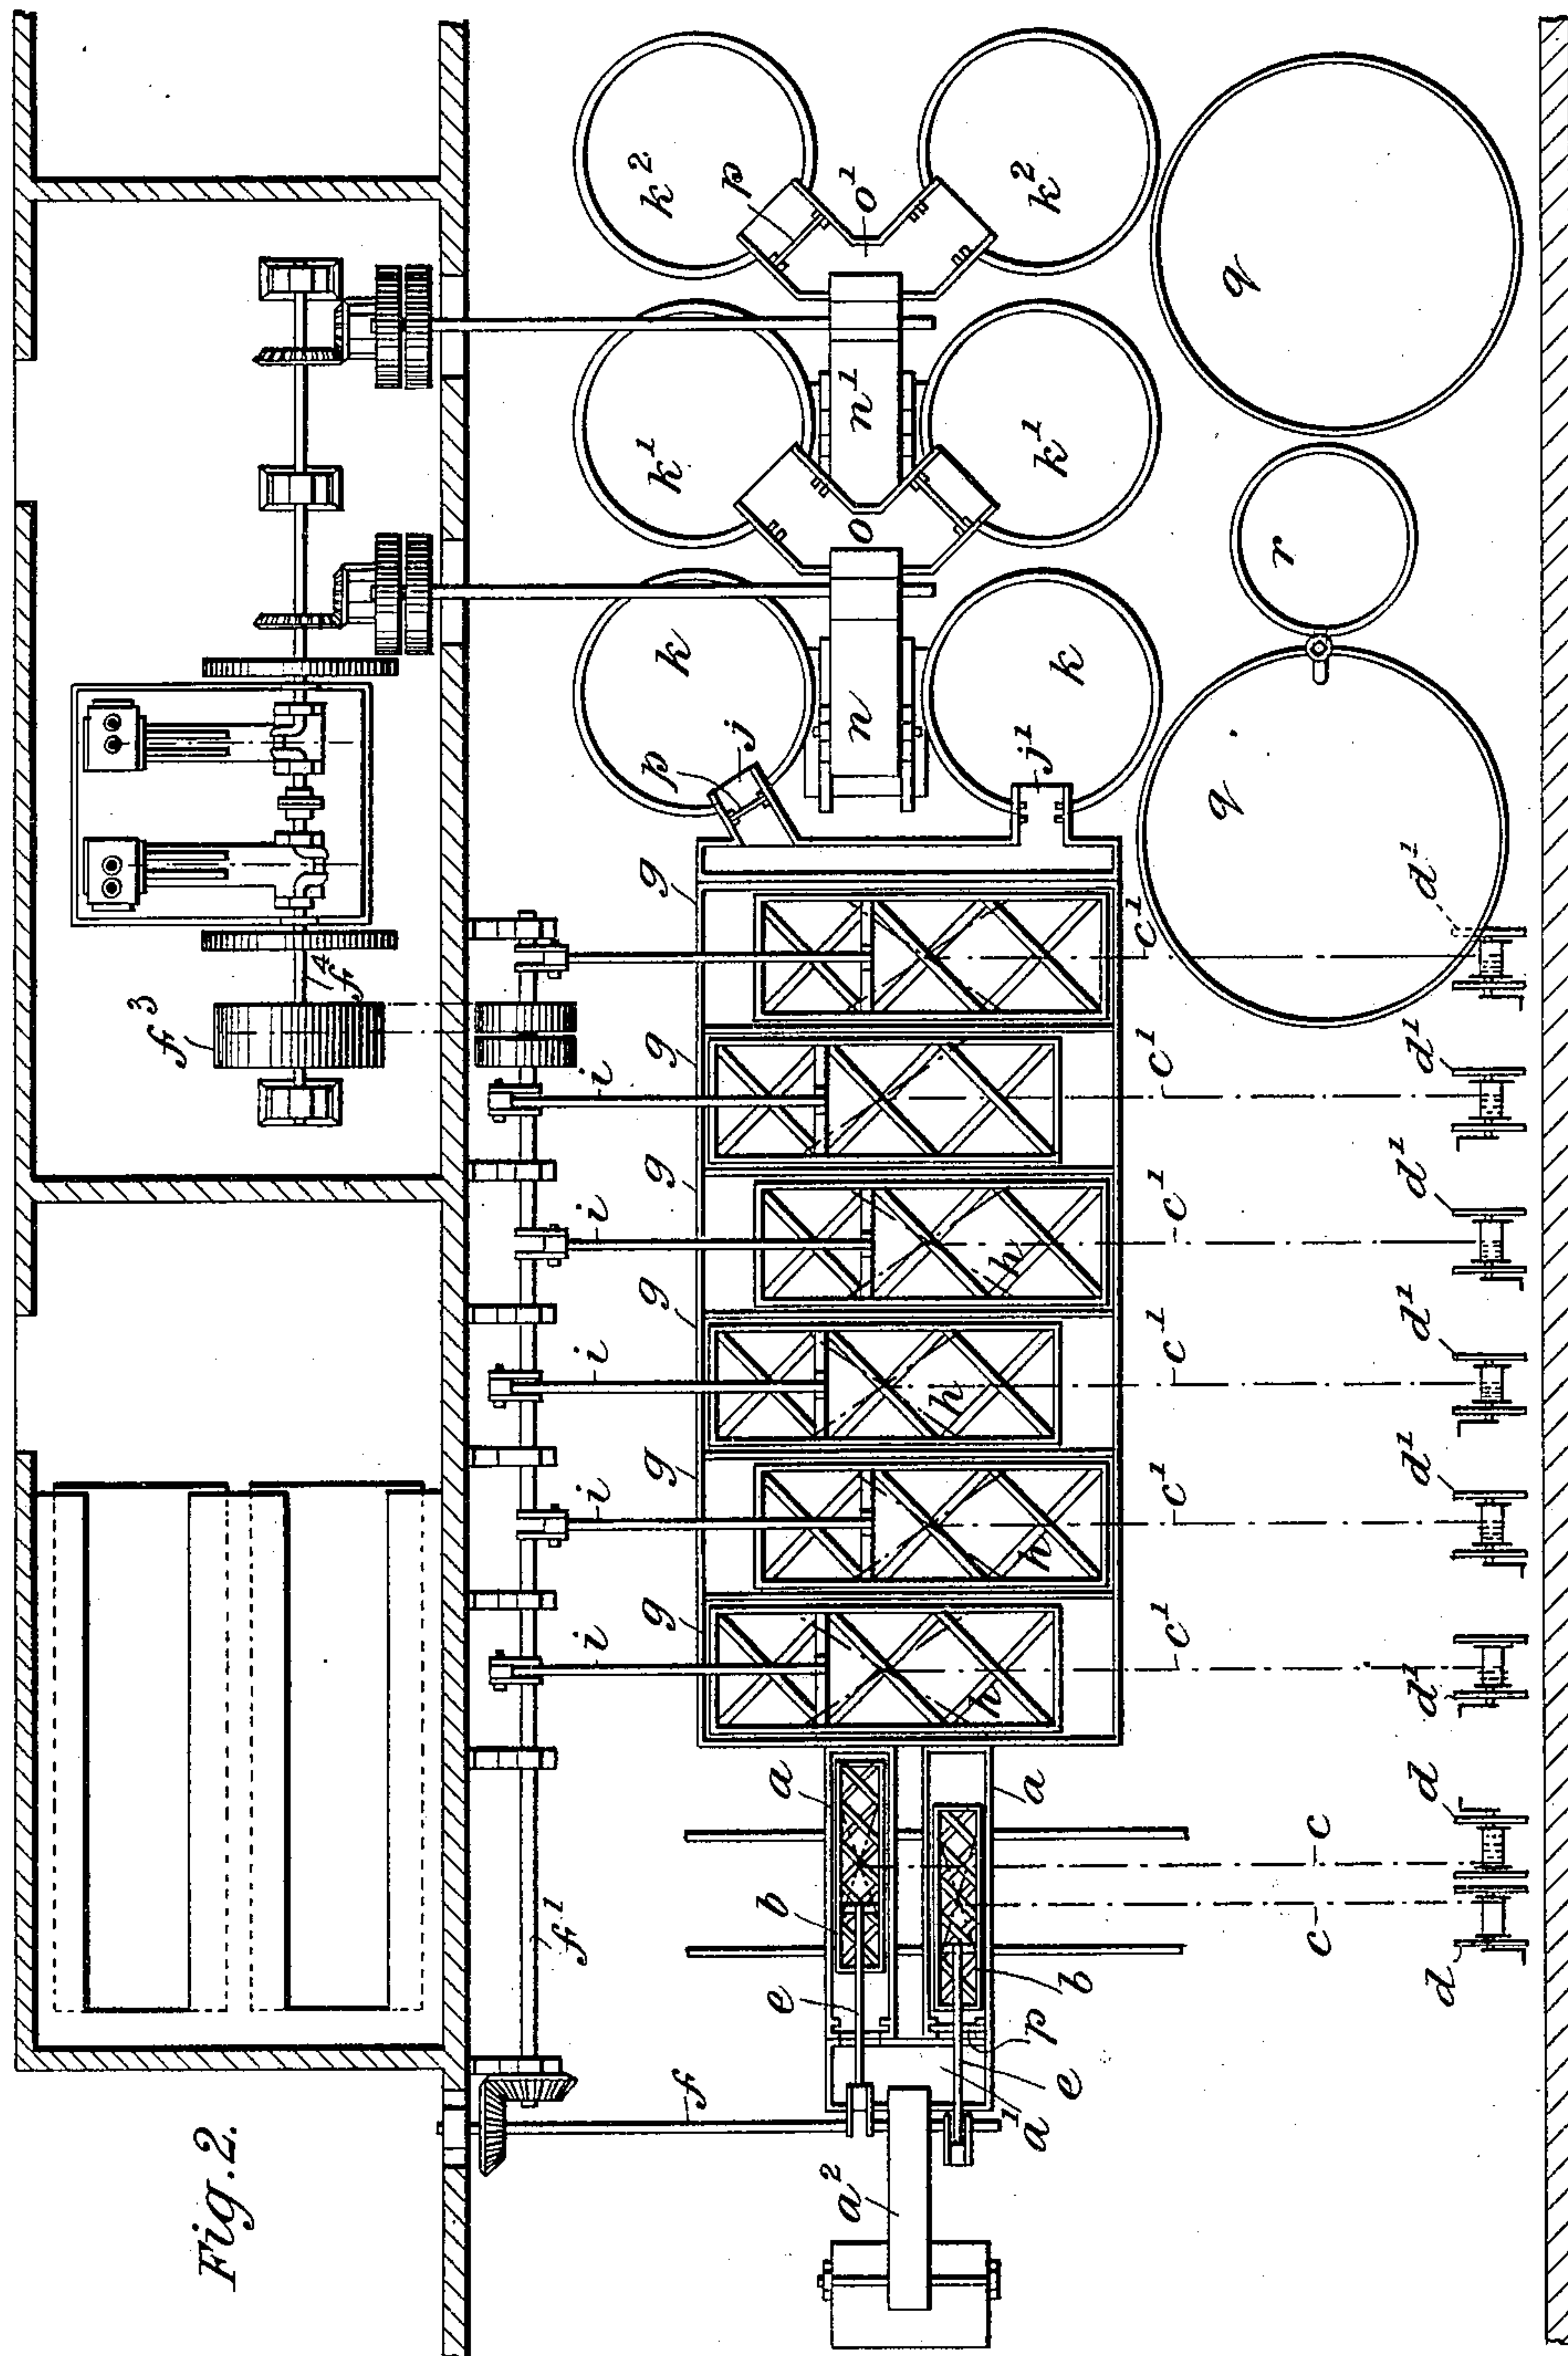 Fig. 2.
f³
f⁴
f¹
f
k²
k¹
k
p
o¹
n¹
o
n
p
j
k²
k¹
k
j¹
q
r
q
i
i
i
i
i
g
g
g
g
g
g
h
h
h
h
c¹
c¹
c¹
c¹
c¹
c¹
d¹
d¹
d¹
d¹
d¹
d¹
a
a
b
b
e
e
p
a¹
a²
c
c
d
d